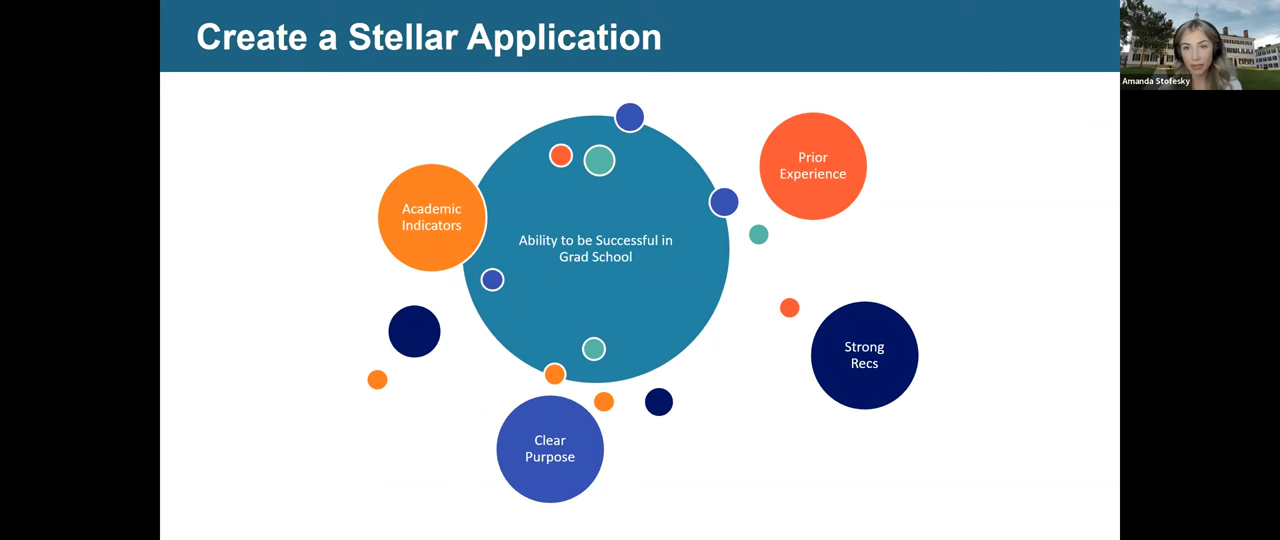 Create a Stellar Application
Amanda Stofesky
Prior
Experience
Academic
Indicators
Ability to be Successful in
Grad School
Strong
Recs
Clear
Purpose